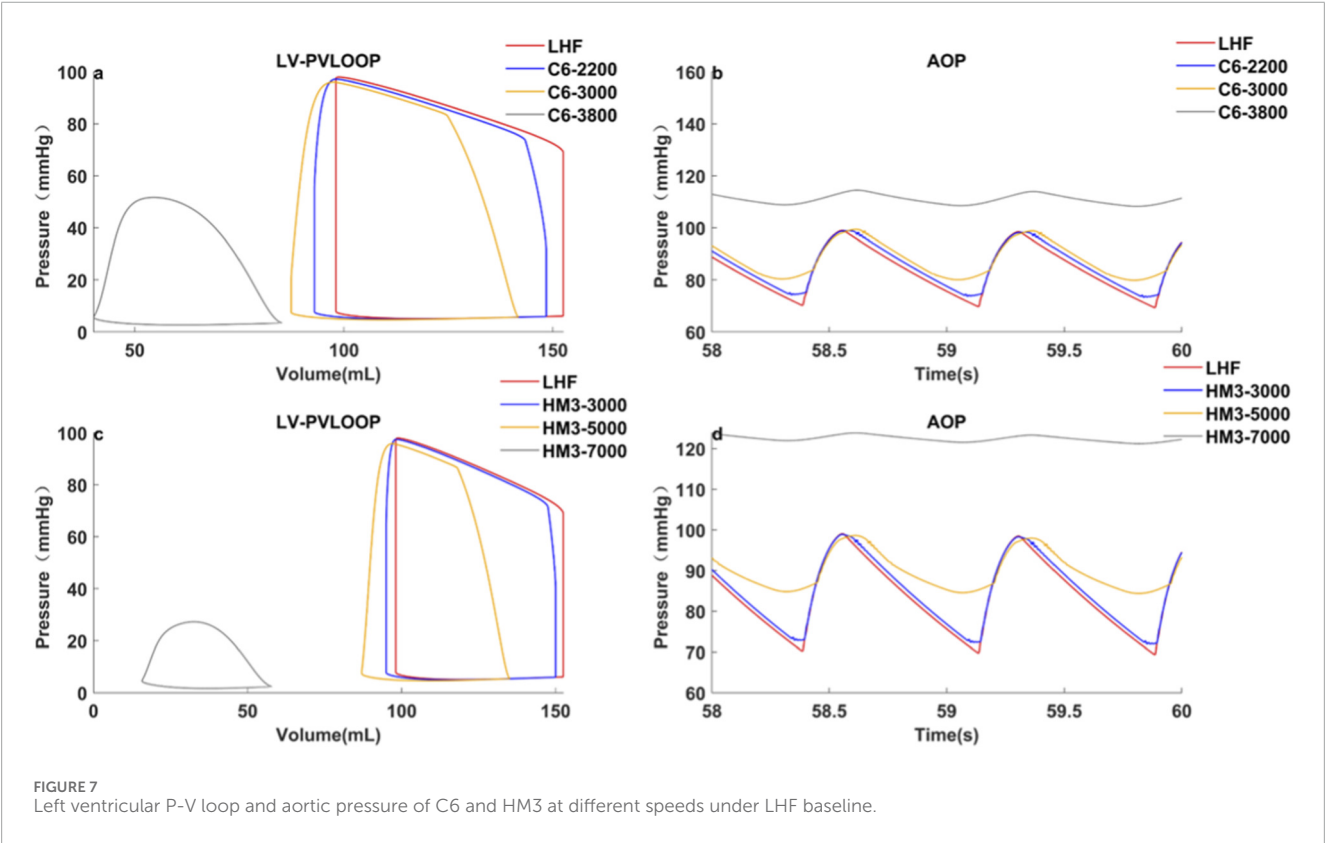 LV-PVLOOP
LHF
C6-2200
C6-3000
C6-3800
a
100
80
60
40
20
0
Pressure（mmHg）
50
100
150
Volume(mL)
AOP
LHF
C6-2200
C6-3000
C6-3800
b
160
140
120
100
80
60
Pressure（mmHg）
58
58.5
59
59.5
60
Time(s)
LV-PVLOOP
LHF
HM3-3000
HM3-5000
HM3-7000
c
100
80
60
40
20
0
Pressure（mmHg）
0
50
100
150
Volume(mL)
AOP
LHF
HM3-3000
HM3-5000
HM3-7000
d
120
110
100
90
80
70
60
Pressure（mmHg）
58
58.5
59
59.5
60
Time(s)
FIGURE 7
Left ventricular P-V loop and aortic pressure of C6 and HM3 at different speeds under LHF baseline.